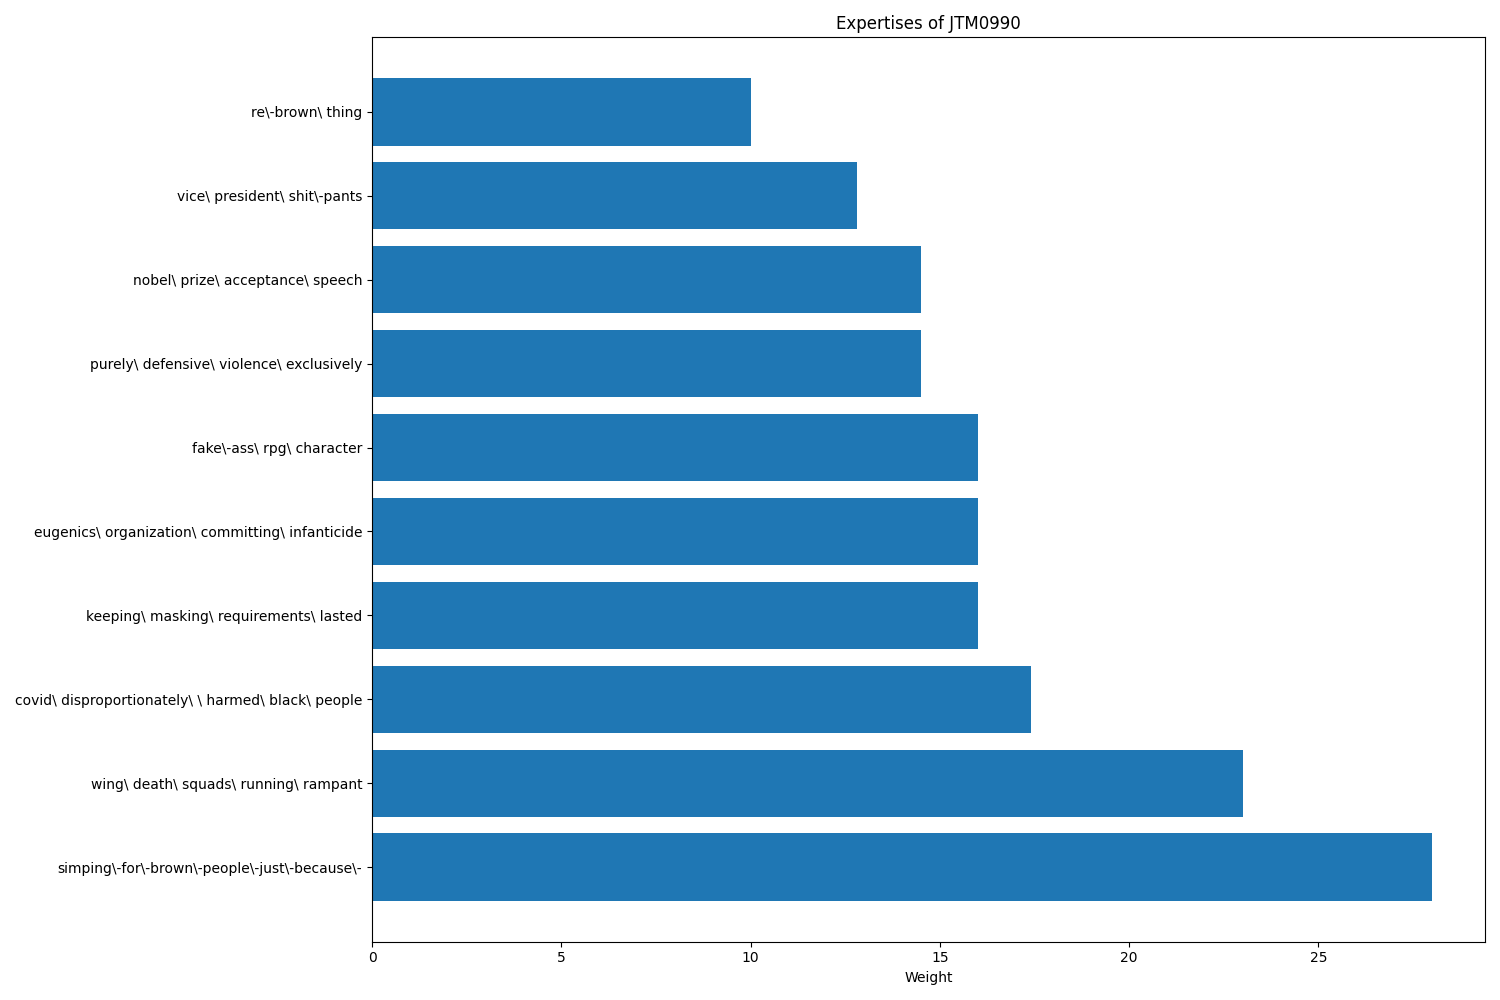 Expertises of JTM0990
re\-brown\ thing
vice\ president\ shit\-pants
nobel\ prize\ acceptance\ speech
purely\ defensive\ violence\ exclusively
fake\-ass\ rpg\ character
eugenics\ organization\ committing\ infanticide
keeping\ masking\ requirements\ lasted
covid\ disproportionately\ \ harmed\ black\ people
wing\ death\ squads\ running\ rampant
simping\-for\-brown\-people\-just\-because\-
0 5 10 15 20 25
Weight